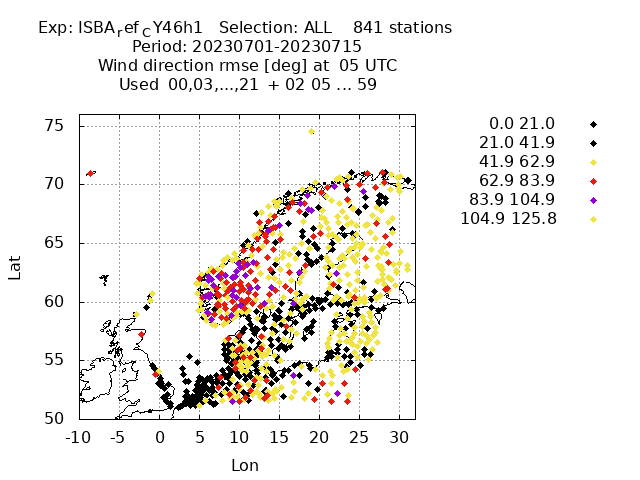 Exp: ISBA_ref_CY46h1 Selection: ALL 841 stations
Period: 20230701-20230715
Wind direction rmse [deg] at 05 UTC
Used 00,03,...,21 + 02 05 ... 59
0.0 21.0
21.0 41.9
41.9 62.9
62.9 83.9
83.9 104.9
104.9 125.8
75
70
65
60
55
50
Lat
-10 -5 0 5 10 15 20 25 30
Lon